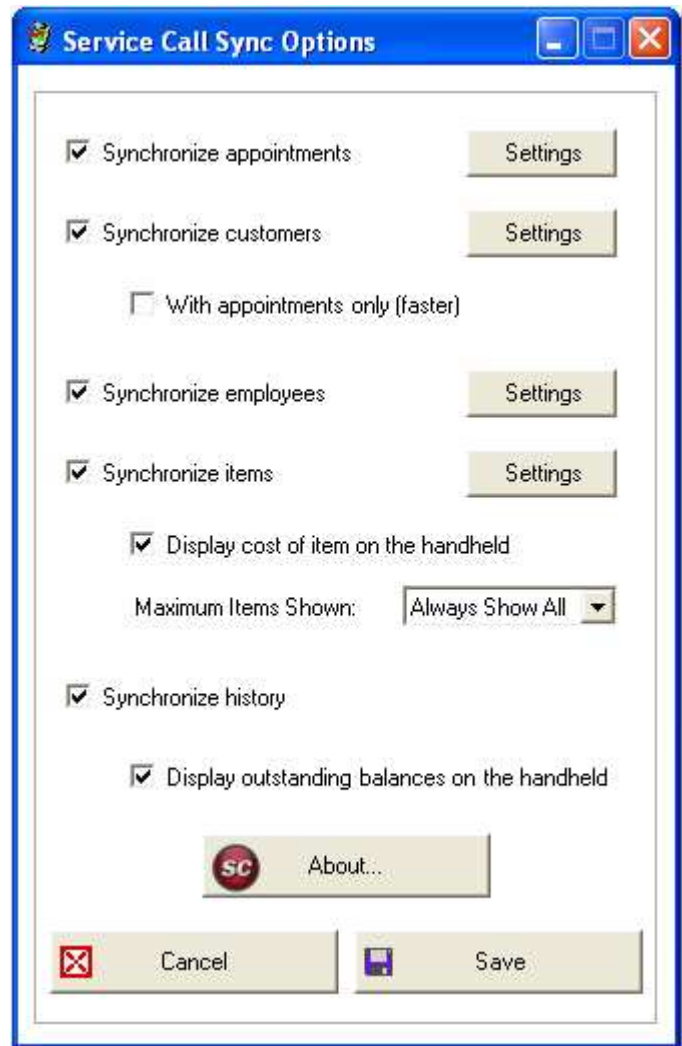 Service Call Sync Options
Synchronize appointments Settings
Synchronize customers Settings
With appointments only (faster)
Synchronize employees Settings
Synchronize items Settings
Display cost of item on the handheld
Maximum Items Shown: Always Show All
Synchronize history
Display outstanding balances on the handheld
sc About...
Cancel Save